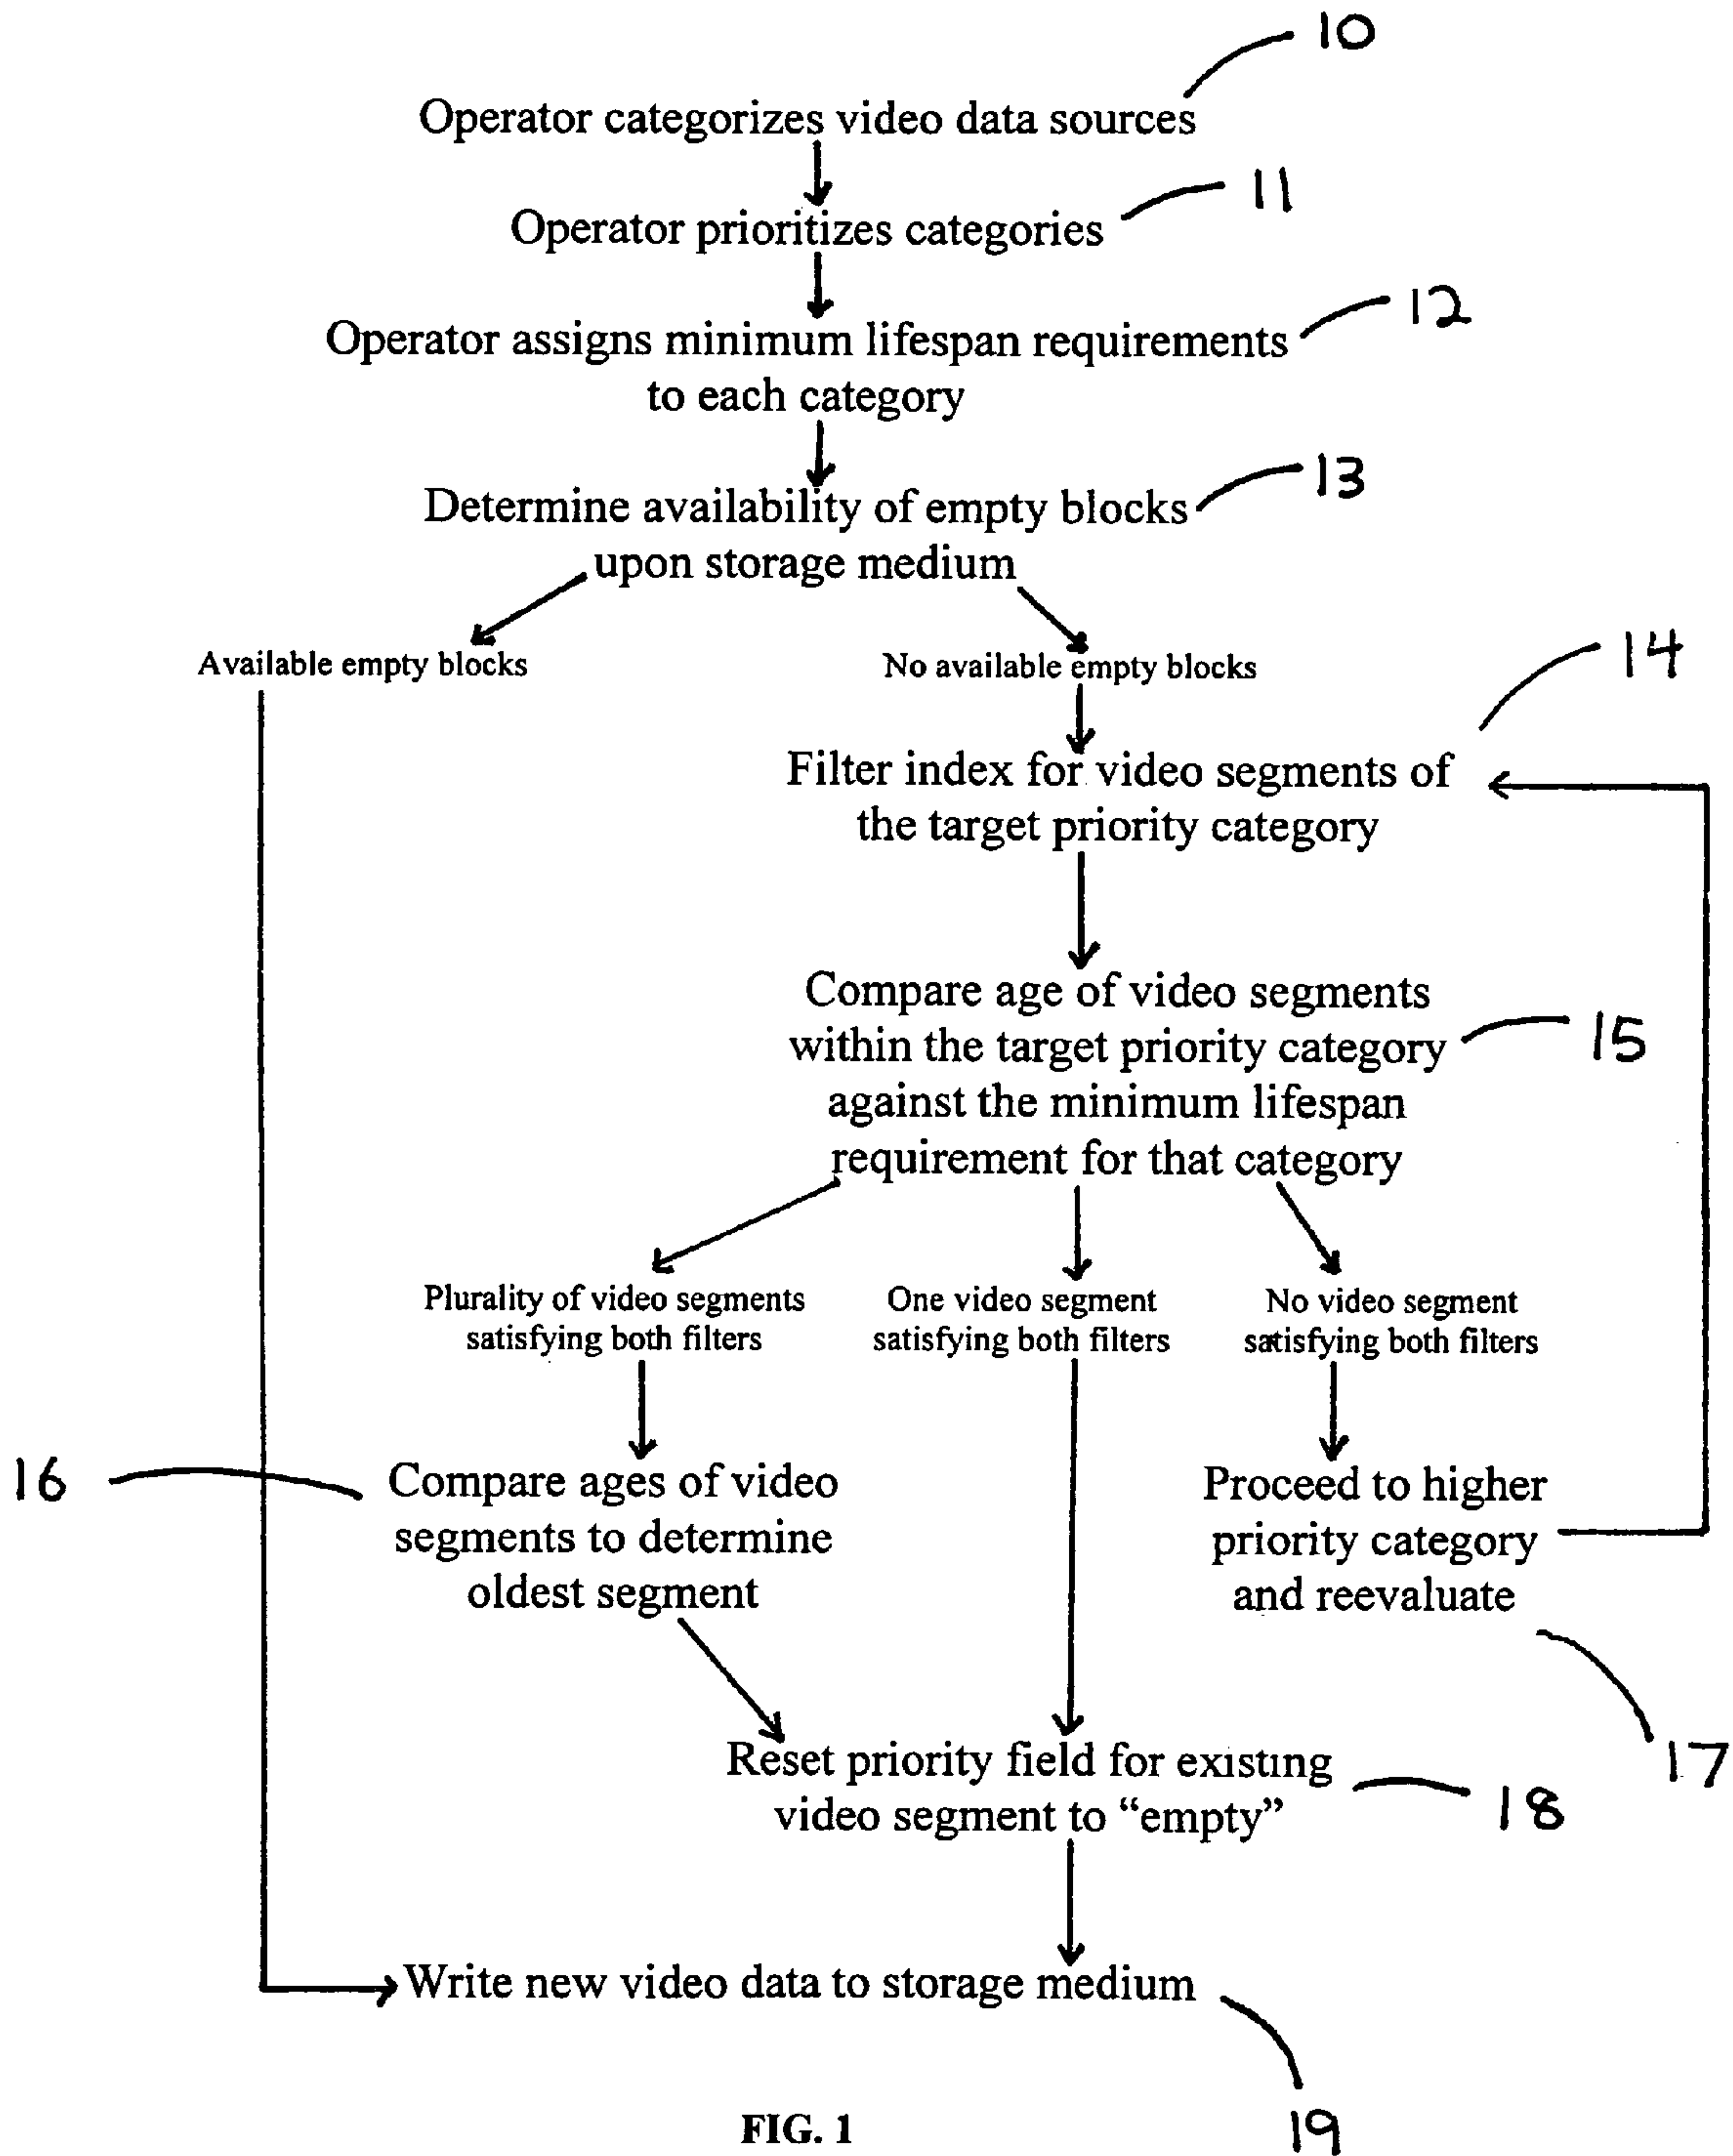 10
Operator categorizes video data sources
11
Operator prioritizes categories
12
Operator assigns minimum lifespan requirements
to each category
13
Determine availability of empty blocks
upon storage medium
Available empty blocks
No available empty blocks
14
Filter index for video segments of
the target priority category
Compare age of video segments
within the target priority category
15
against the minimum lifespan
requirement for that category
Plurality of video segments
satisfying both filters
One video segment
satisfying both filters
No video segment
satisfying both filters
16
Compare ages of video
segments to determine
oldest segment
Proceed to higher
priority category
and reevaluate
17
Reset priority field for existing
video segment to “empty”
18
Write new video data to storage medium
19
FIG. 1